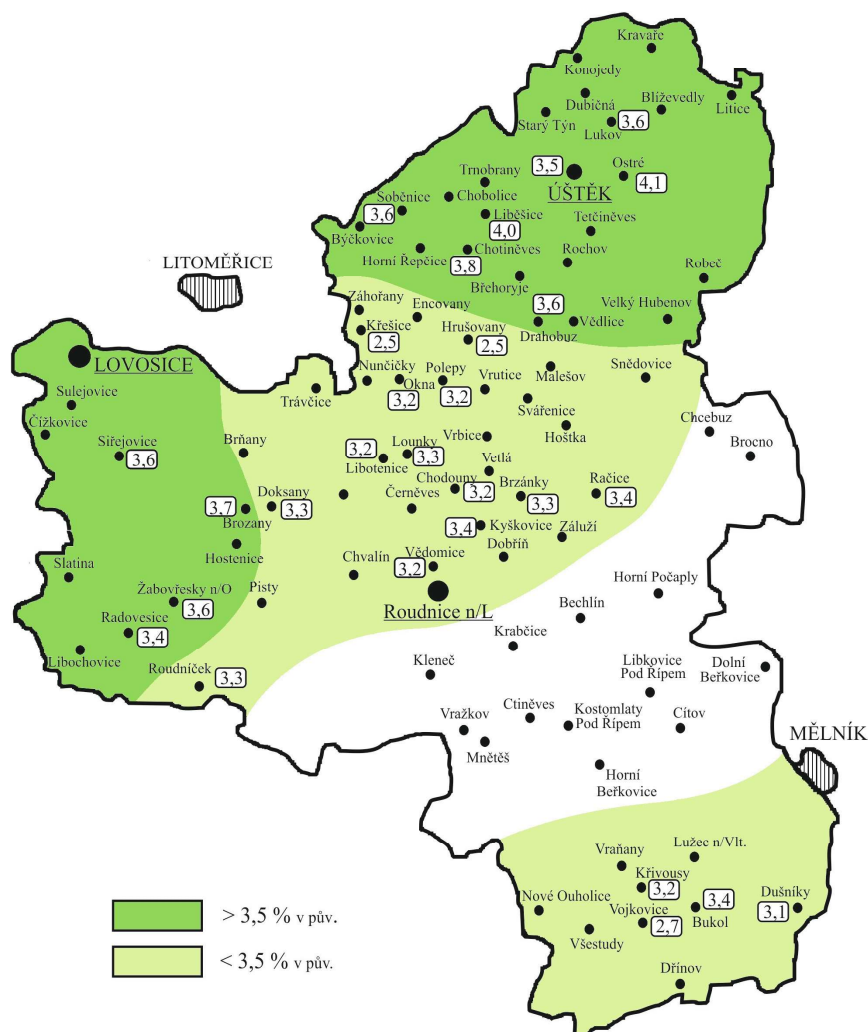 Kravaře
Konojedy
Dubičná
Blíževedly
Litice
Starý Týn
Lukov
3,6
3,5
Ostré
Trnobrany
4,1
ÚŠTĚK
Soběnice
Chobolice
3,6
Liběšice
Tetčiněves
Býčkovice
4,0
Horní Řepčice
Chotiněves
LITOMĚŘICE
3,8
Rochov
Robeč
Břehoryje
Záhořany
Encovany
3,6
Velký Hubenov
Křešice
Hrušovany
Vědlice
Drahobuz
2,5
2,5
LOVOSICE
Nunčičky
Polepy
Malešov
Snědovice
Okna
Vrutice
3,2
3,2
Trávčice
Sulejovice
Svářenice
Čížkovice
Chcebuz
Hoštka
Brocno
Siřejovice
Brňany
3,2
Lounky
Vrbice
3,6
3,3
Libotenice
Vetlá
Chodouny
Brzánky
Račice
Doksany
3,7
3,2
3,4
3,3
Černěves
3,3
Brozany
3,4
Kyškovice
Záluží
Hostenice
Dobříň
Slatina
Chvalín
Vědomice
3,2
Žabovřesky n/O
Pisty
Horní Počaply
3,6
Roudnice n/L
Radovesice
Bechlín
3,4
Krabčice
Libochovice
Roudníček
Kleneč
Libkovice
Pod Řípem
Dolní
Beřkovice
3,3
Ctiněves
Vražkov
Kostomlaty
Pod Řípem
Cítov
MĚLNÍK
Mnětěš
Horní
Beřkovice
Lužec n/Vlt.
Vraňany
Křivousy
3,2
3,4
Dušníky
Nové Ouholice
Vojkovice
3,1
2,7
Bukol
Všestudy
Dřínov
> 3,5 % v pův.
< 3,5 % v pův.